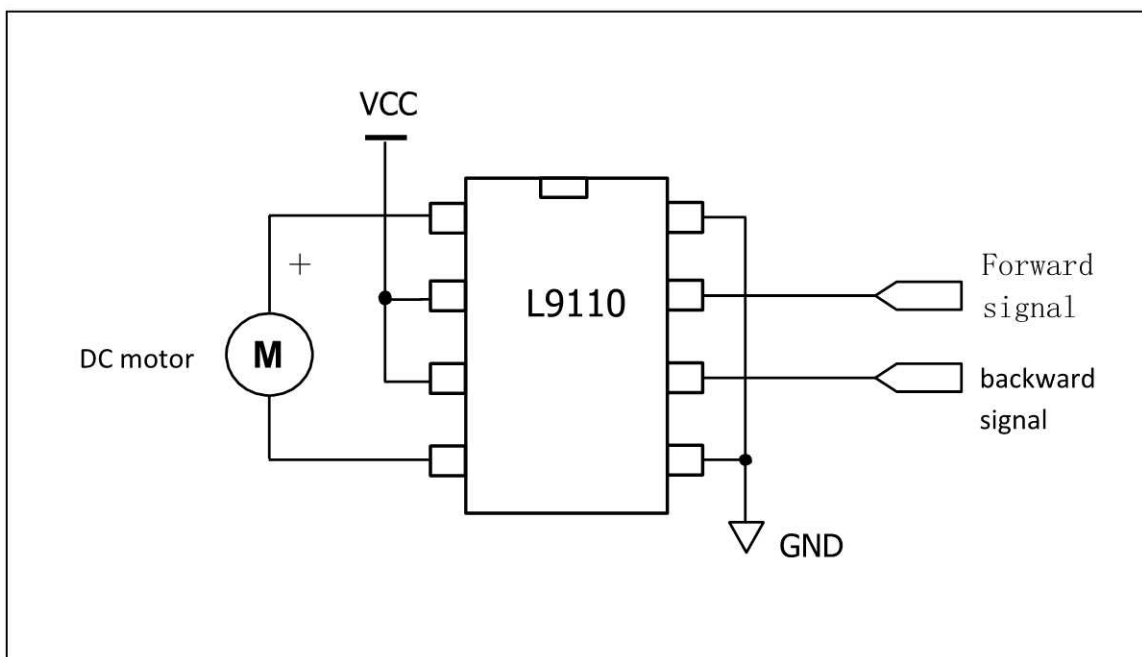 VCC
+
L9110
Forward
signal
DC motor
M
backward
signal
GND